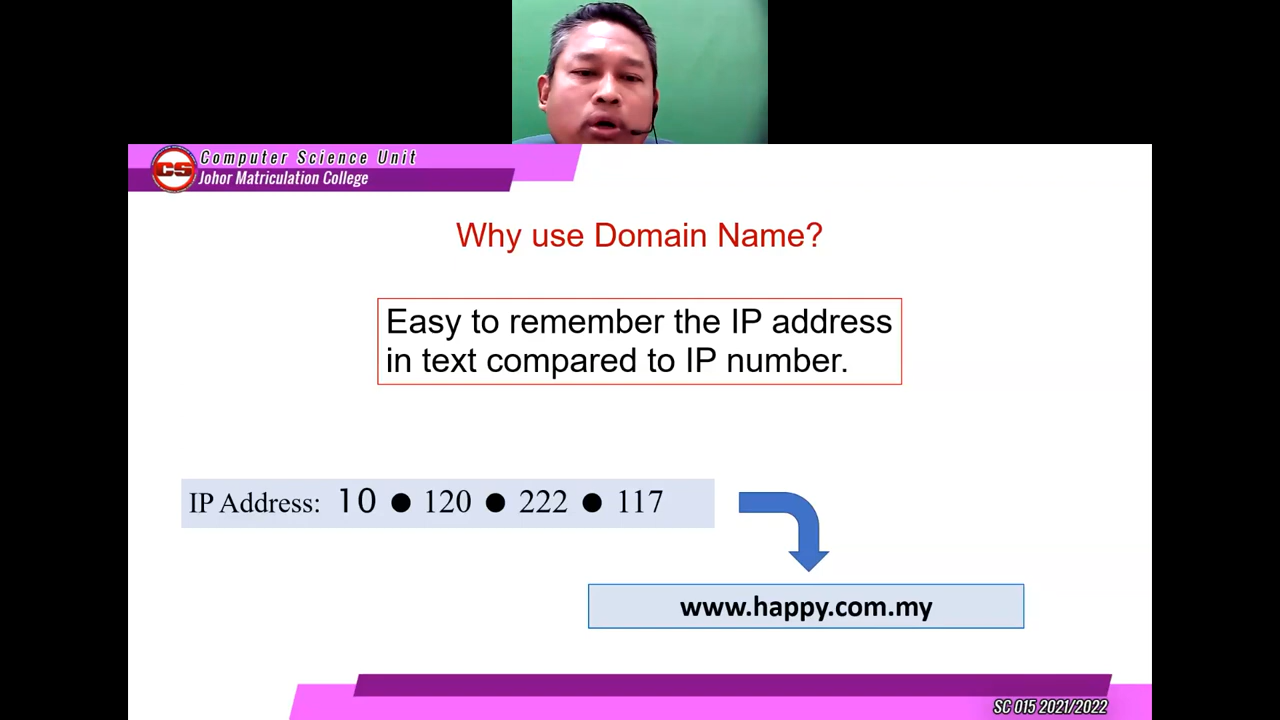 Computer Science Unit
CS
Johor Matriculation College
Why use Domain Name?
Easy to remember the IP address
in text compared to IP number.
IP Address: 10 ● 120 ● 222 ● 117
www.happy.com.my
SC 015 2021/2022